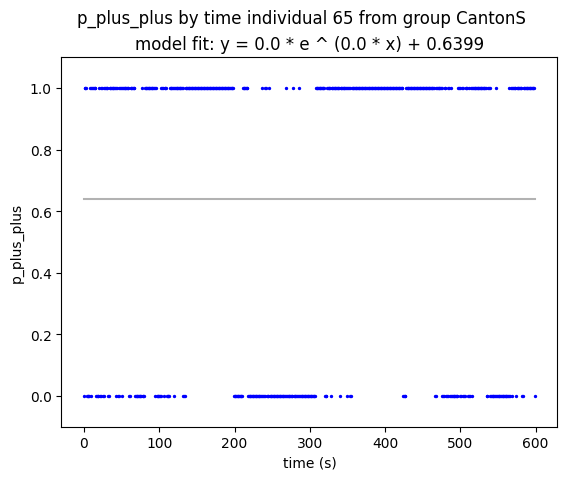 p_plus_plus by time individual 65 from group CantonS
model fit: y = 0.0 * e ^ (0.0 * x) + 0.6399
1.0
0.8
0.6
0.4
0.2
0.0
p_plus_plus
0 100 200 300 400 500 600
time (s)